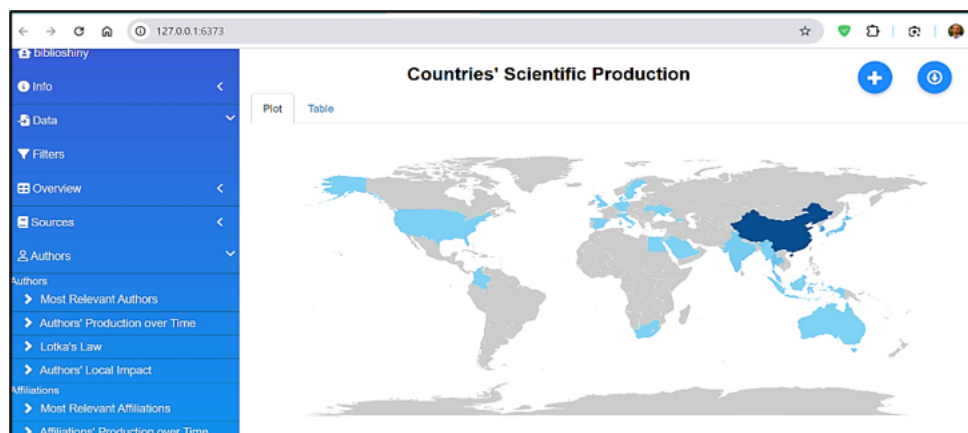 127.0.0.1:6373
biblioshiny
Info
Data
Filters
Overview
Sources
Authors
Authors
Most Relevant Authors
Authors' Production over Time
Lotka's Law
Authors' Local Impact
Affiliations
Most Relevant Affiliations
Affiliations' Production over Time
Countries' Scientific Production
Plot
Table